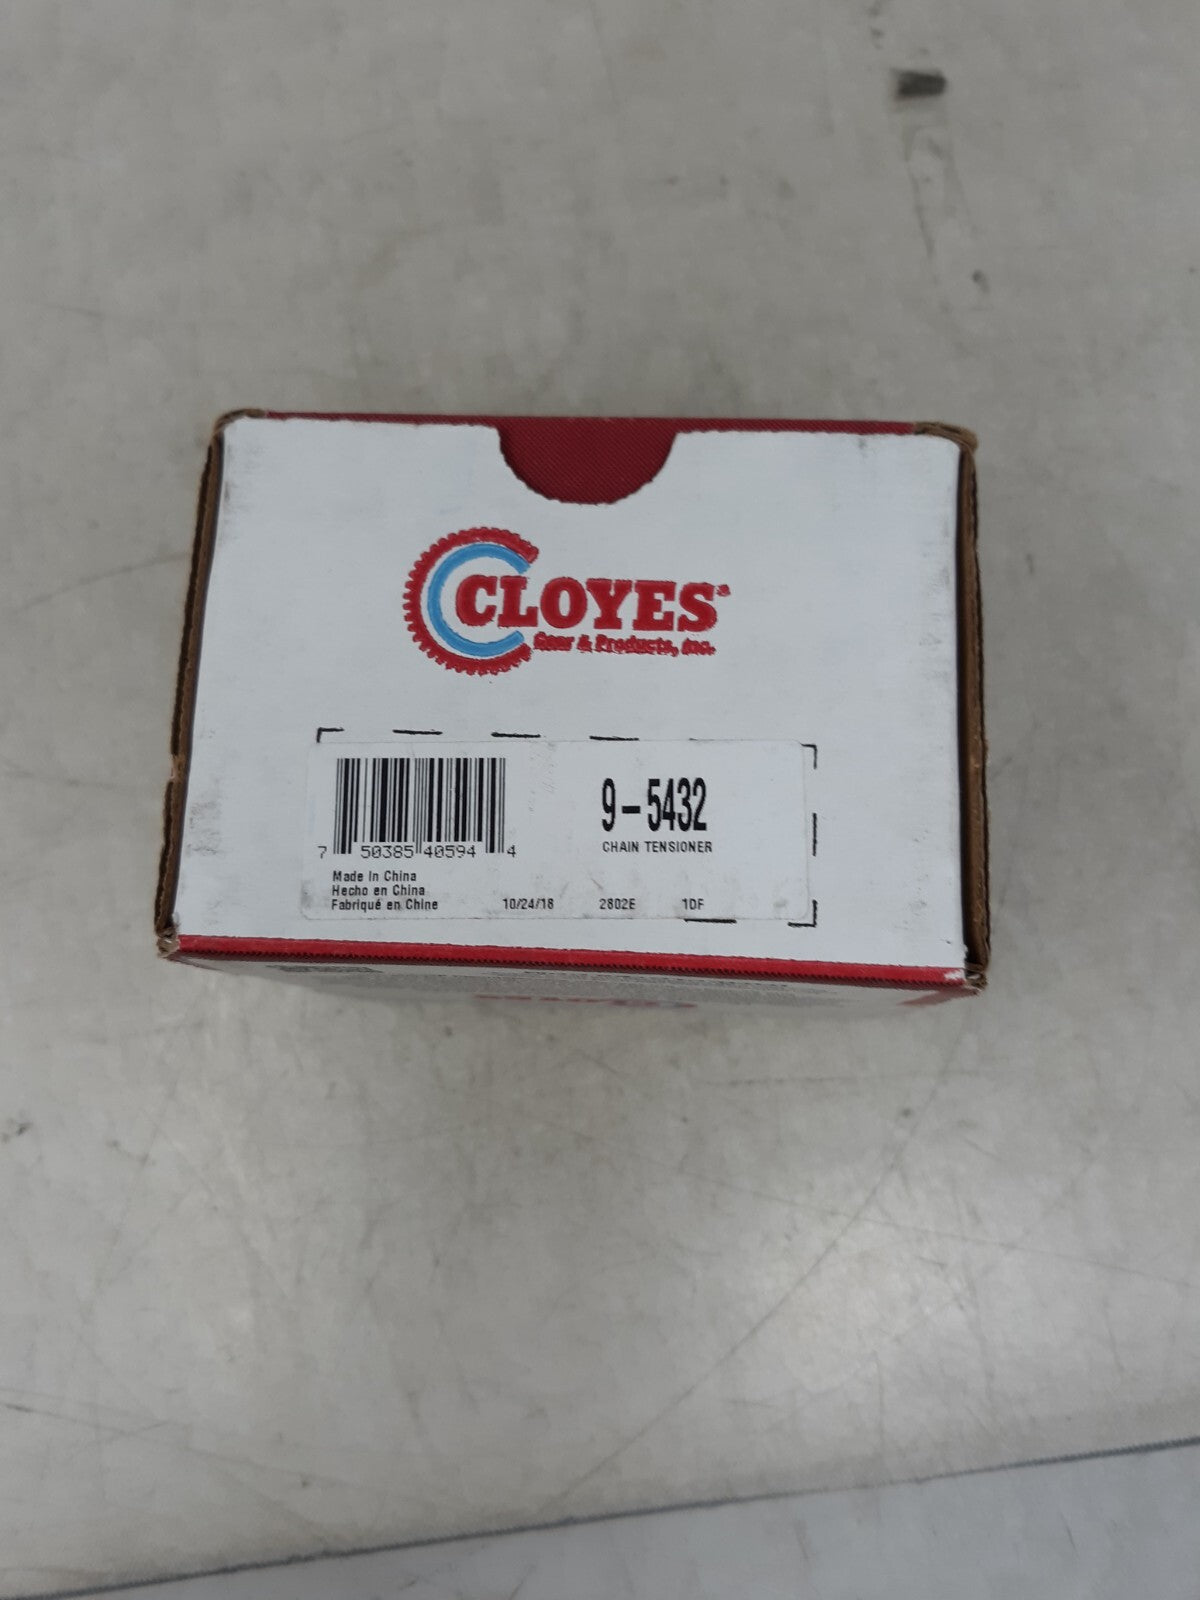 CLOYES®
Gear & Products, Inc.
9-5432
CHAIN TENSIONER
7 50385 40594 4
Made In China
Hecho en China
Fabriqué en Chine 10/24/18 2802E 1DF